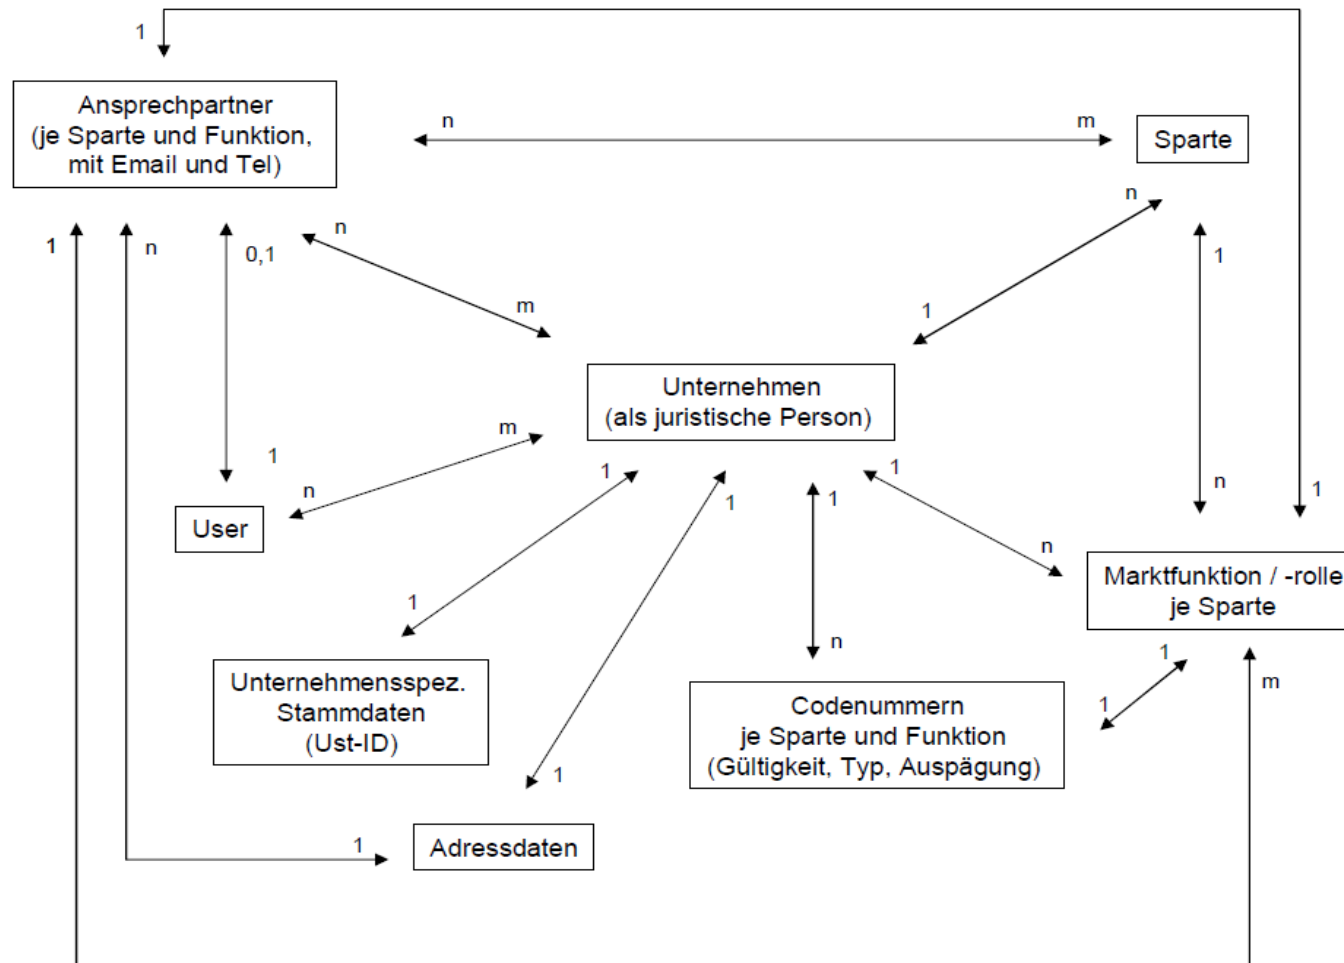 1
Ansprechpartner
(je Sparte und Funktion,
mit Email und Tel)
n
m
Sparte
1
n
0,1
n
m
n
1
1
n
Unternehmen
(als juristische Person)
m
n
1
User
1
1
1
1
n
1
Marktfunktion / -rolle
je Sparte
1
Unternehmensspez.
Stammdaten
(Ust-ID)
n
Codenummern
je Sparte und Funktion
(Gültigkeit, Typ, Auspägung)
1
1
m
1
1
Adressdaten